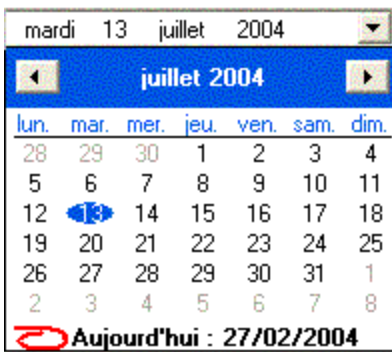 mardi 13 juillet 2004
juillet 2004
lun. mar. mer. jeu. ven. sam. dim.
28 29 30 1 2 3 4
5 6 7 8 9 10 11
12 13 14 15 16 17 18
19 20 21 22 23 24 25
26 27 28 29 30 31 1
2 3 4 5 6 7 8
Aujourd'hui : 27/02/2004